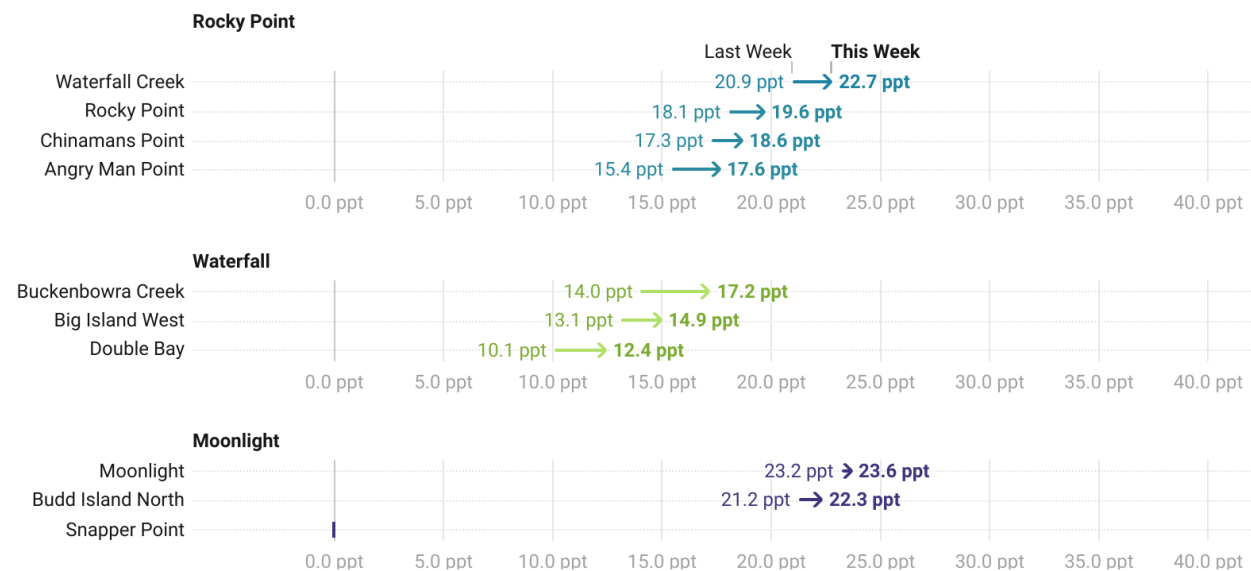 Rocky Point
Last Week This Week
Waterfall Creek 20.9 ppt 22.7 ppt
Rocky Point 18.1 ppt 19.6 ppt
Chinamans Point 17.3 ppt 18.6 ppt
Angry Man Point 15.4 ppt 17.6 ppt
0.0 ppt 5.0 ppt 10.0 ppt 15.0 ppt 20.0 ppt 25.0 ppt 30.0 ppt 35.0 ppt 40.0 ppt
Waterfall
Buckenbowra Creek 14.0 ppt 17.2 ppt
Big Island West 13.1 ppt 14.9 ppt
Double Bay 10.1 ppt 12.4 ppt
0.0 ppt 5.0 ppt 10.0 ppt 15.0 ppt 20.0 ppt 25.0 ppt 30.0 ppt 35.0 ppt 40.0 ppt
Moonlight
Moonlight 23.2 ppt 23.6 ppt
Budd Island North 21.2 ppt 22.3 ppt
Snapper Point
0.0 ppt 5.0 ppt 10.0 ppt 15.0 ppt 20.0 ppt 25.0 ppt 30.0 ppt 35.0 ppt 40.0 ppt